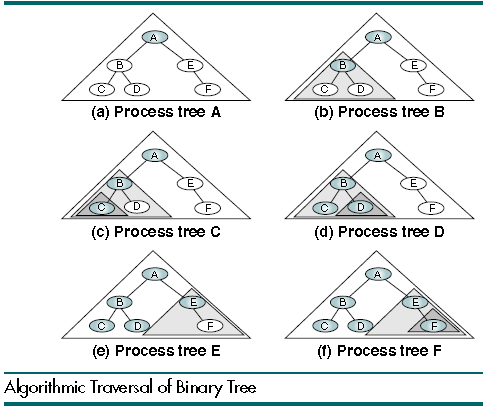 A
A
B
E
B
E
C
D
F
C
D
F
(a) Process tree A
(b) Process tree B
A
A
B
E
B
E
C
D
F
C
D
F
(c) Process tree C
(d) Process tree D
A
A
B
E
B
E
C
D
F
C
D
F
(e) Process tree E
(f) Process tree F
Algorithmic Traversal of Binary Tree